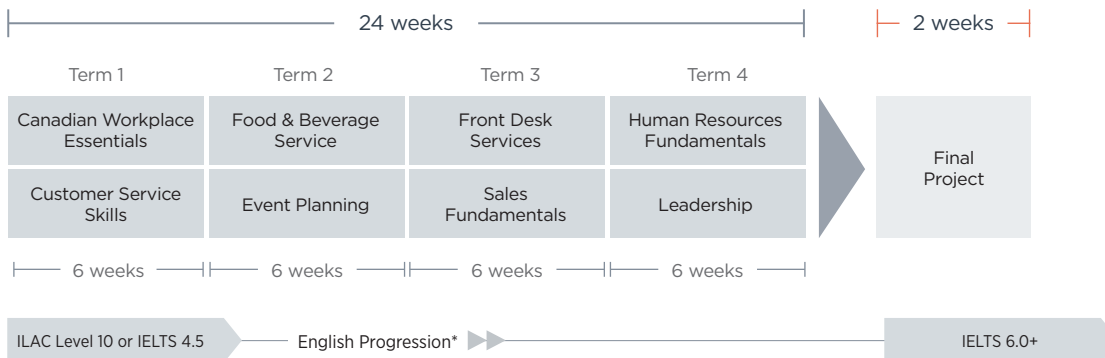 24 weeks
2 weeks
Term 1
Term 2
Term 3
Term 4
Canadian Workplace
Essentials
Food & Beverage
Service
Front Desk
Services
Human Resources
Fundamentals
Customer Service
Skills
Event Planning
Sales
Fundamentals
Leadership
Final
Project
6 weeks
6 weeks
6 weeks
6 weeks
ILAC Level 10 or IELTS 4.5
English Progression*
IELTS 6.0+